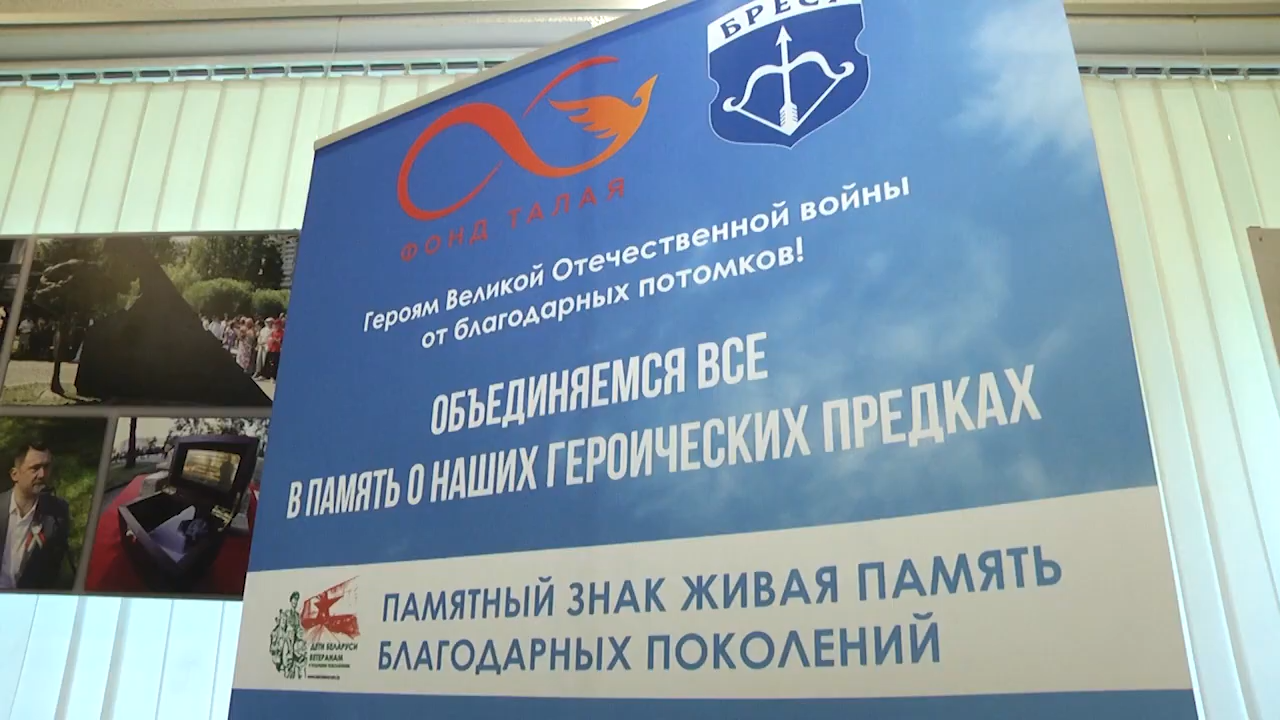 БРЕСТ
ФОНД ТАЛАЯ
Героям Великой Отечественной войны
от благодарных потомков!
ОБЪЕДИНЯЕМСЯ ВСЕ
В ПАМЯТЬ О НАШИХ ГЕРОИЧЕСКИХ ПРЕДКАХ
ПАМЯТНЫЙ ЗНАК ЖИВАЯ ПАМЯТЬ
БЛАГОДАРНЫХ ПОКОЛЕНИЙ
ДЕТИ БЕЛАРУСИ
ВЕТЕРАНАМ